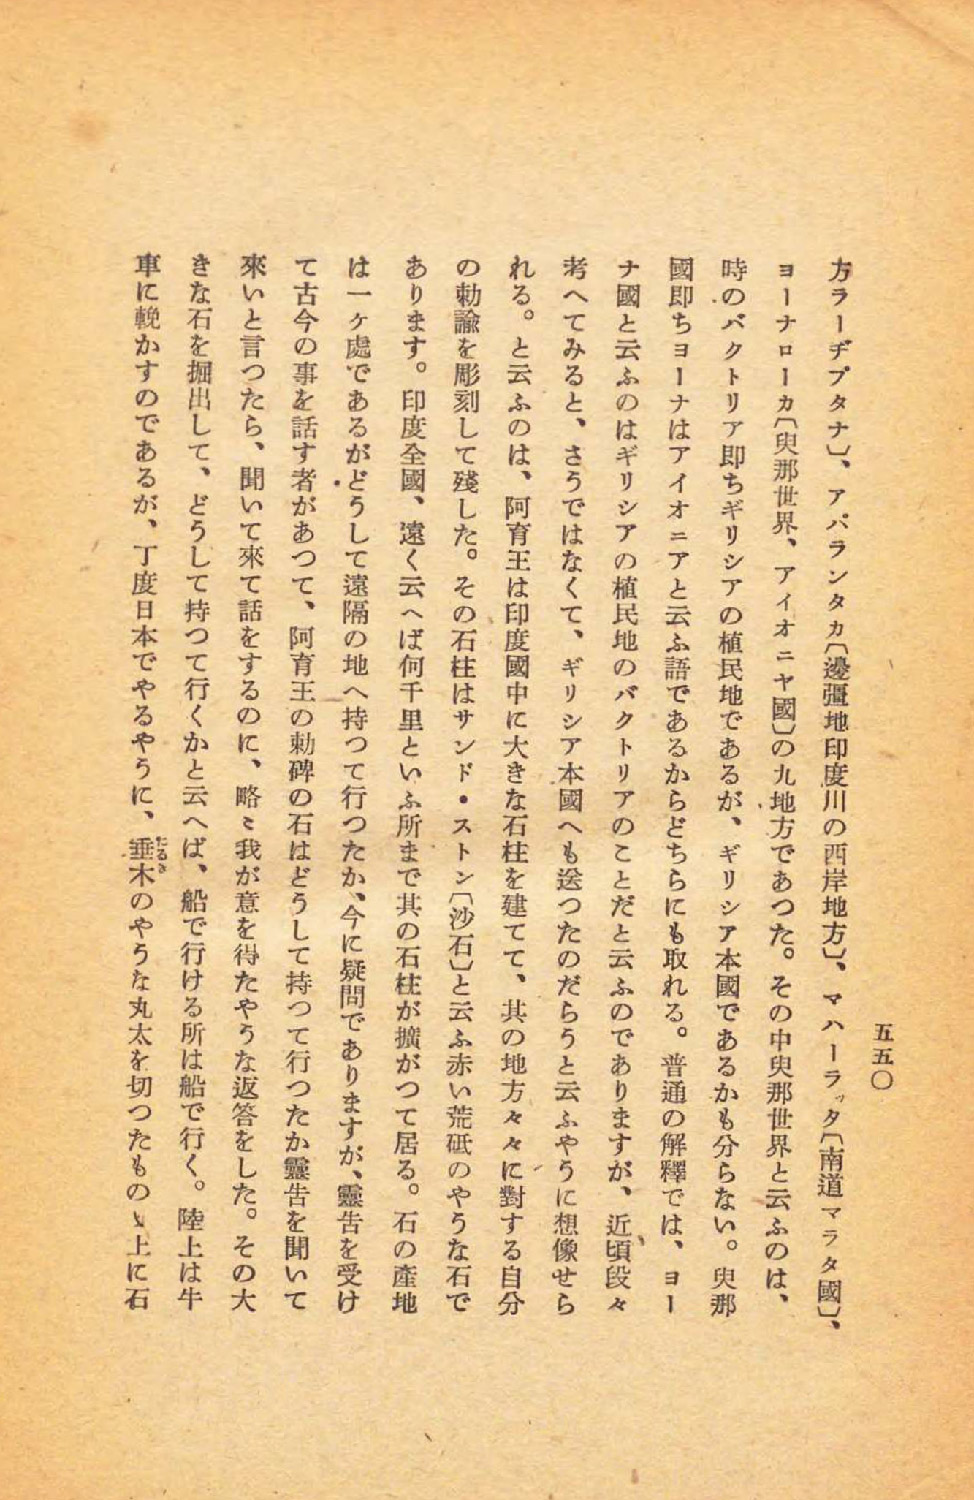 五五〇
方ラーヂプタナ〕、アパランタカ〔邊彊地印度川の西岸地方〕、マハーラッタ〔南道マラタ國〕、
ヨーナローカ〔臾那世界、アイオニヤ國〕の九地方であつた。その中臾那世界と云ふのは、
時のバクトリア即ちギリシアの植民地であるが、ギリシア本國であるかも分らない。臾那
國即ちヨーナはアイオニアと云ふ語であるからどちらにも取れる。普通の解釋では、ヨー
ナ國と云ふのはギリシアの植民地のバクトリアのことだと云ふのでありますが、近頃段々
考へてみると、さうではなくて、ギリシア本國へも送つたのだらうと云ふやうに想像せら
れる。と云ふのは、阿育王は印度國中に大きな石柱を建てて、其の地方々々に對する自分
の勅諭を彫刻して殘した。その石柱はサンド・ストン〔沙石〕と云ふ赤い荒砥のやうな石で
あります。印度全國、遠く云へば何千里といふ所まで其の石柱が擴がつて居る。石の產地
は一ヶ處であるがどうして遠隔の地へ持つて行つたか、今に疑問でありますが、靈告を受け
て古今の事を話す者があつて、阿育王の勅碑の石はどうして持つて行つたか靈告を聞いて
來いと言つたら、聞いて來て話をするのに、略〻我が意を得たやうな返答をした。その大
きな石を掘出して、どうして持つて行くかと云へば、船で行ける所は船で行く。陸上は牛
車に輓かすのであるが、丁度日本でやるやうに、垂木のやうな丸太を切つたものゝ上に石